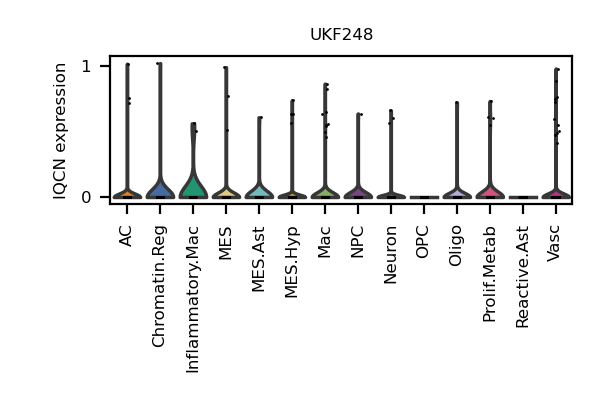 UKF248
IQCN expression
1
0
AC
Chromatin.Reg
Inflammatory.Mac
MES
MES.Ast
MES.Hyp
Mac
NPC
Neuron
OPC
Oligo
Prolif.Metab
Reactive.Ast
Vasc